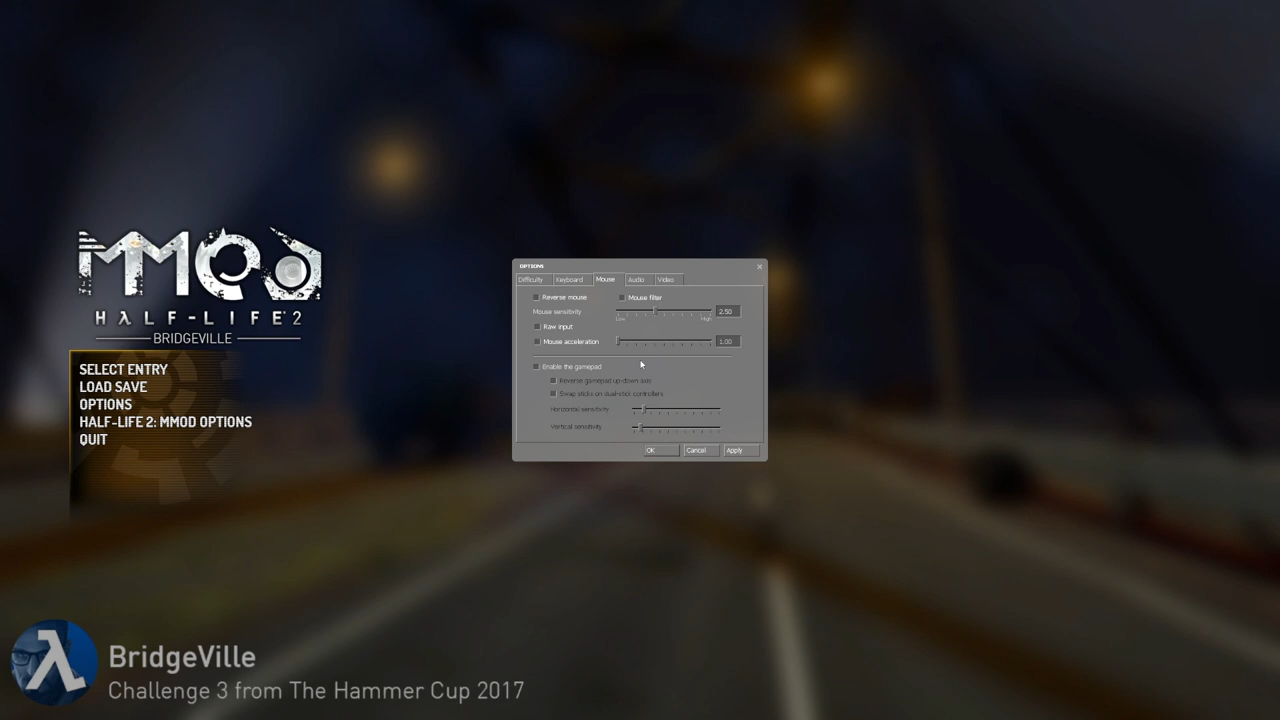 MMOD
HλLF-LIFE'2
BRIDGEVILLE
SELECT ENTRY
LOAD SAVE
OPTIONS
HALF-LIFE 2: MMOD OPTIONS
QUIT
OPTIONS
Difficulty Keyboard Mouse Audio Video
Reverse mouse Mouse filter
Mouse sensitivity 2.50
Low High
Raw input
Mouse acceleration 1.00
Enable the gamepad
Reverse gamepad up-down axis
Swap sticks on dual-stick controllers
Horizontal sensitivity
Vertical sensitivity
OK Cancel Apply
BridgeVille
Challenge 3 from The Hammer Cup 2017